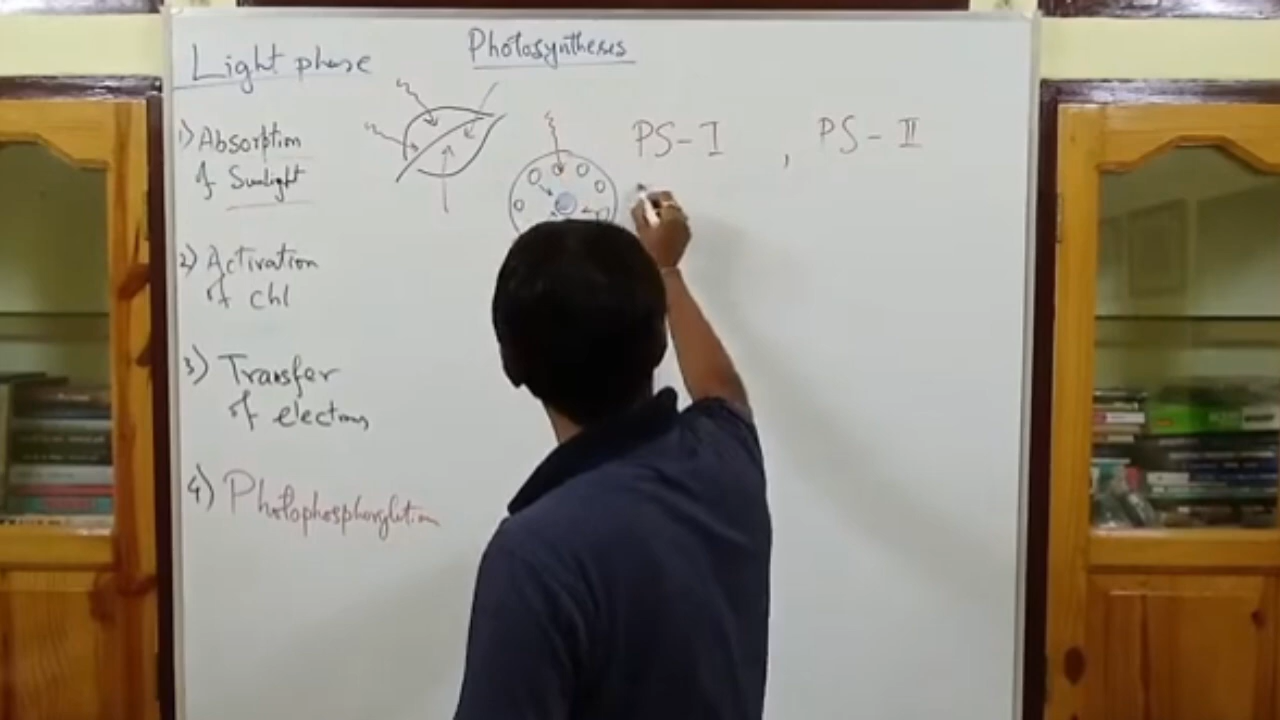 Photosyntheses
Light phase
1) Absorption
of Sunlight
PS-I , PS-II
2) Activation
of chl
3) Transfer
of electrons
4) Photophosphorylation